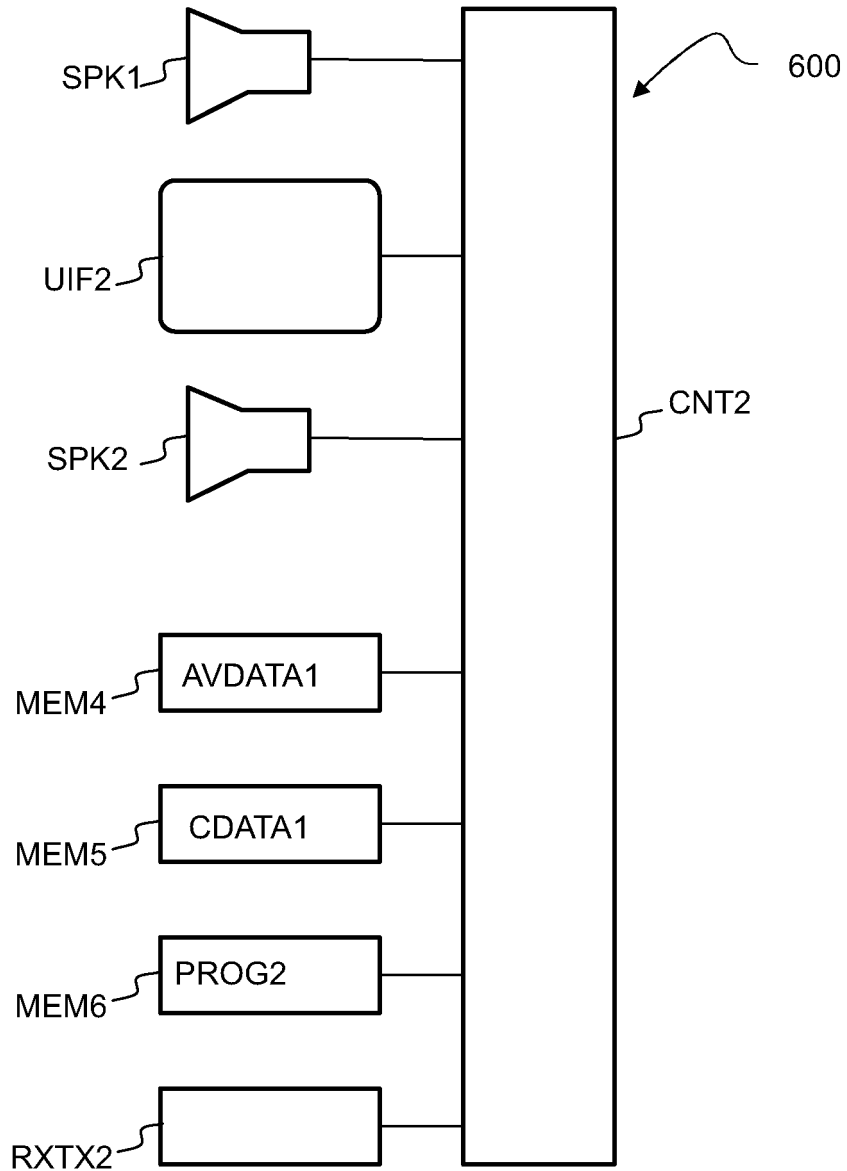 SPK1
600
UIF2
CNT2
SPK2
AVDATA1
MEM4
CDATA1
MEM5
PROG2
MEM6
RXTX2